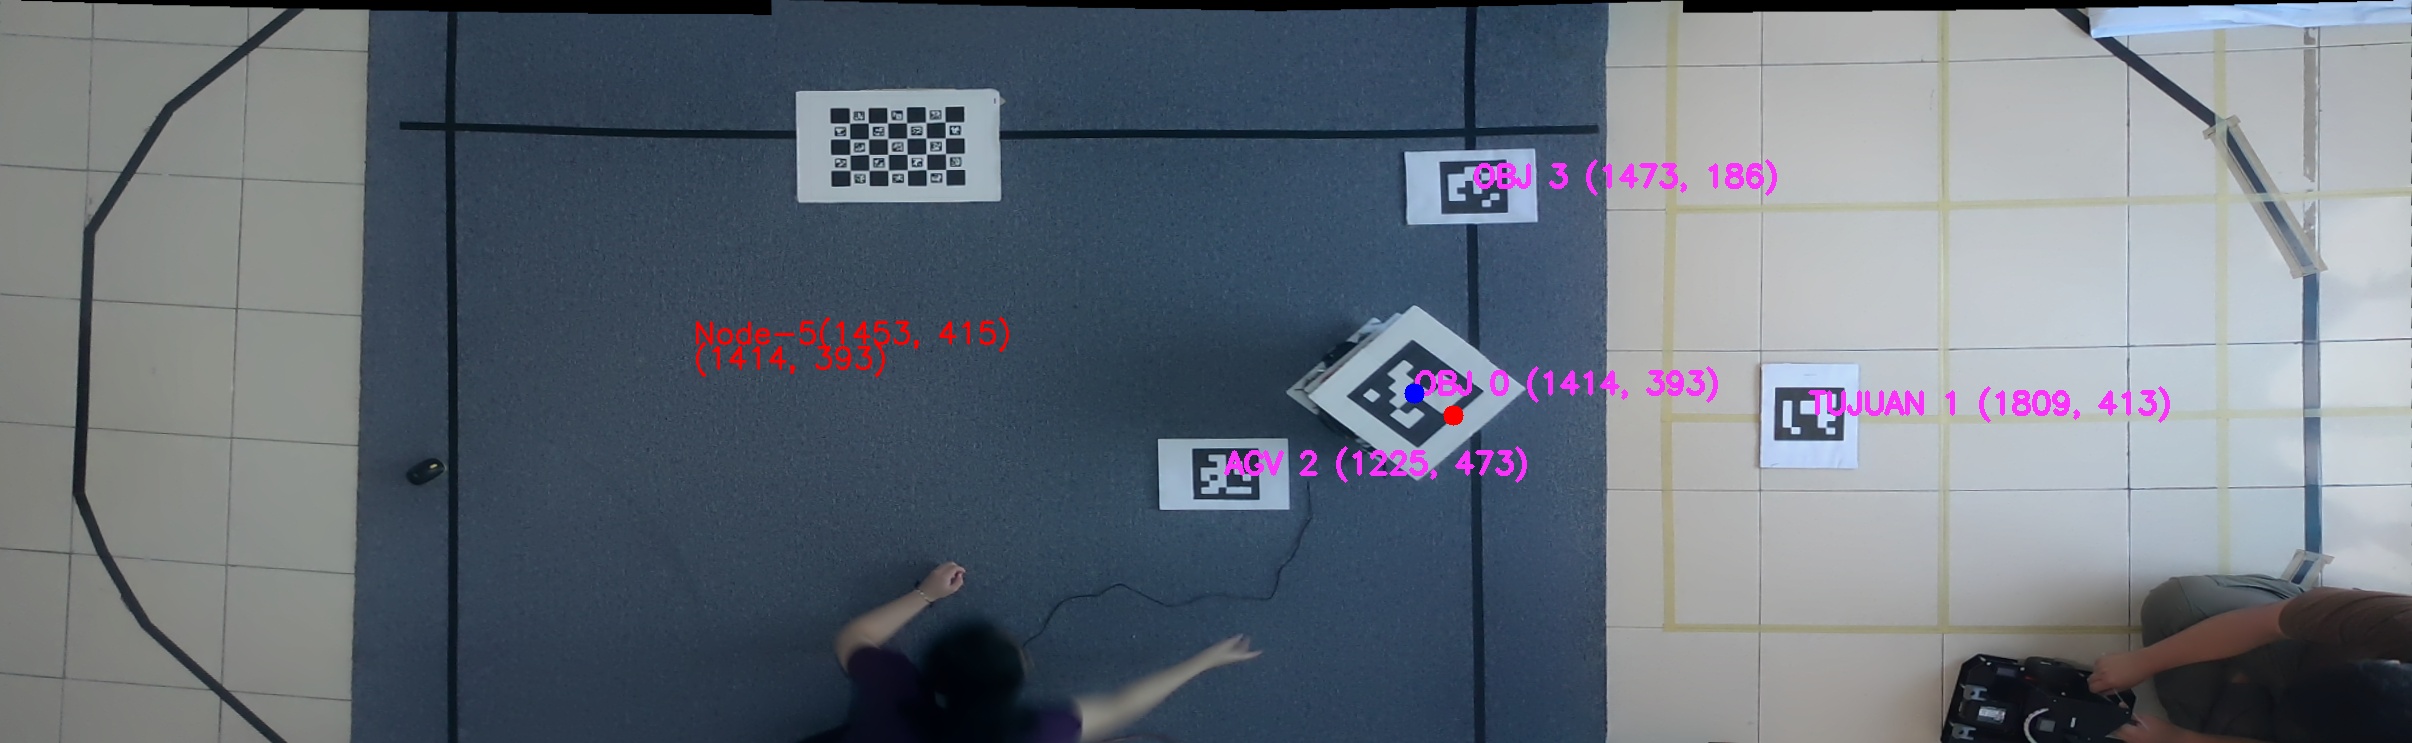 OBJ 3 (1473, 186)
Node-5(1453, 415)
(1414, 393)
OBJ 0 (1414, 393)
TUJUAN 1 (1809, 413)
AGV 2 (1225, 473)